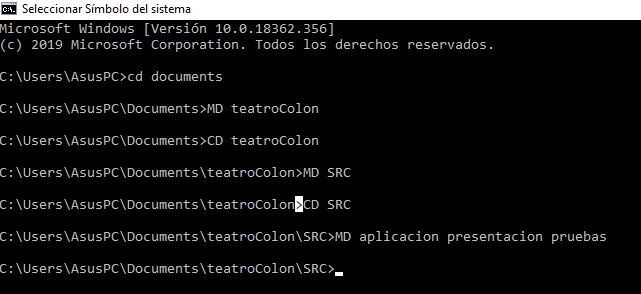 Seleccionar Símbolo del sistema
Microsoft Windows [Versión 10.0.18362.356]
(c) 2019 Microsoft Corporation. Todos los derechos reservados.
C:\Users\AsusPC>cd documents
C:\Users\AsusPC\Documents>MD teatroColon
C:\Users\AsusPC\Documents>CD teatroColon
C:\Users\AsusPC\Documents\teatroColon>MD SRC
C:\Users\AsusPC\Documents\teatroColon>CD SRC
C:\Users\AsusPC\Documents\teatroColon\SRC>MD aplicacion presentacion pruebas
C:\Users\AsusPC\Documents\teatroColon\SRC>